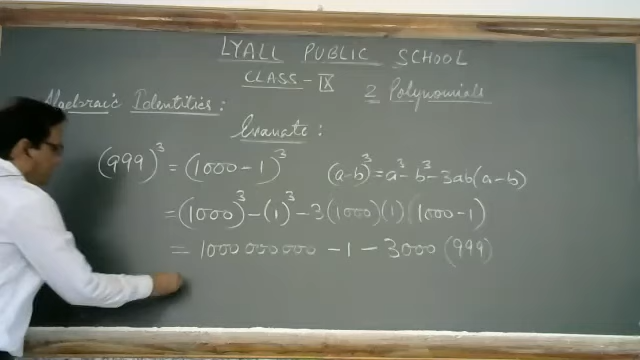 LYALL PUBLIC SCHOOL
CLASS - IX
2 Polynomials
Algebraic Identities :
Evaluate :
(999)³ = (1000 - 1)³
(a-b)³ = a³- b³- 3ab(a - b)
= (1000)³ - (1)³ - 3(1000)(1)(1000 - 1)
= 1000 000 000 - 1 - 3000 (999)